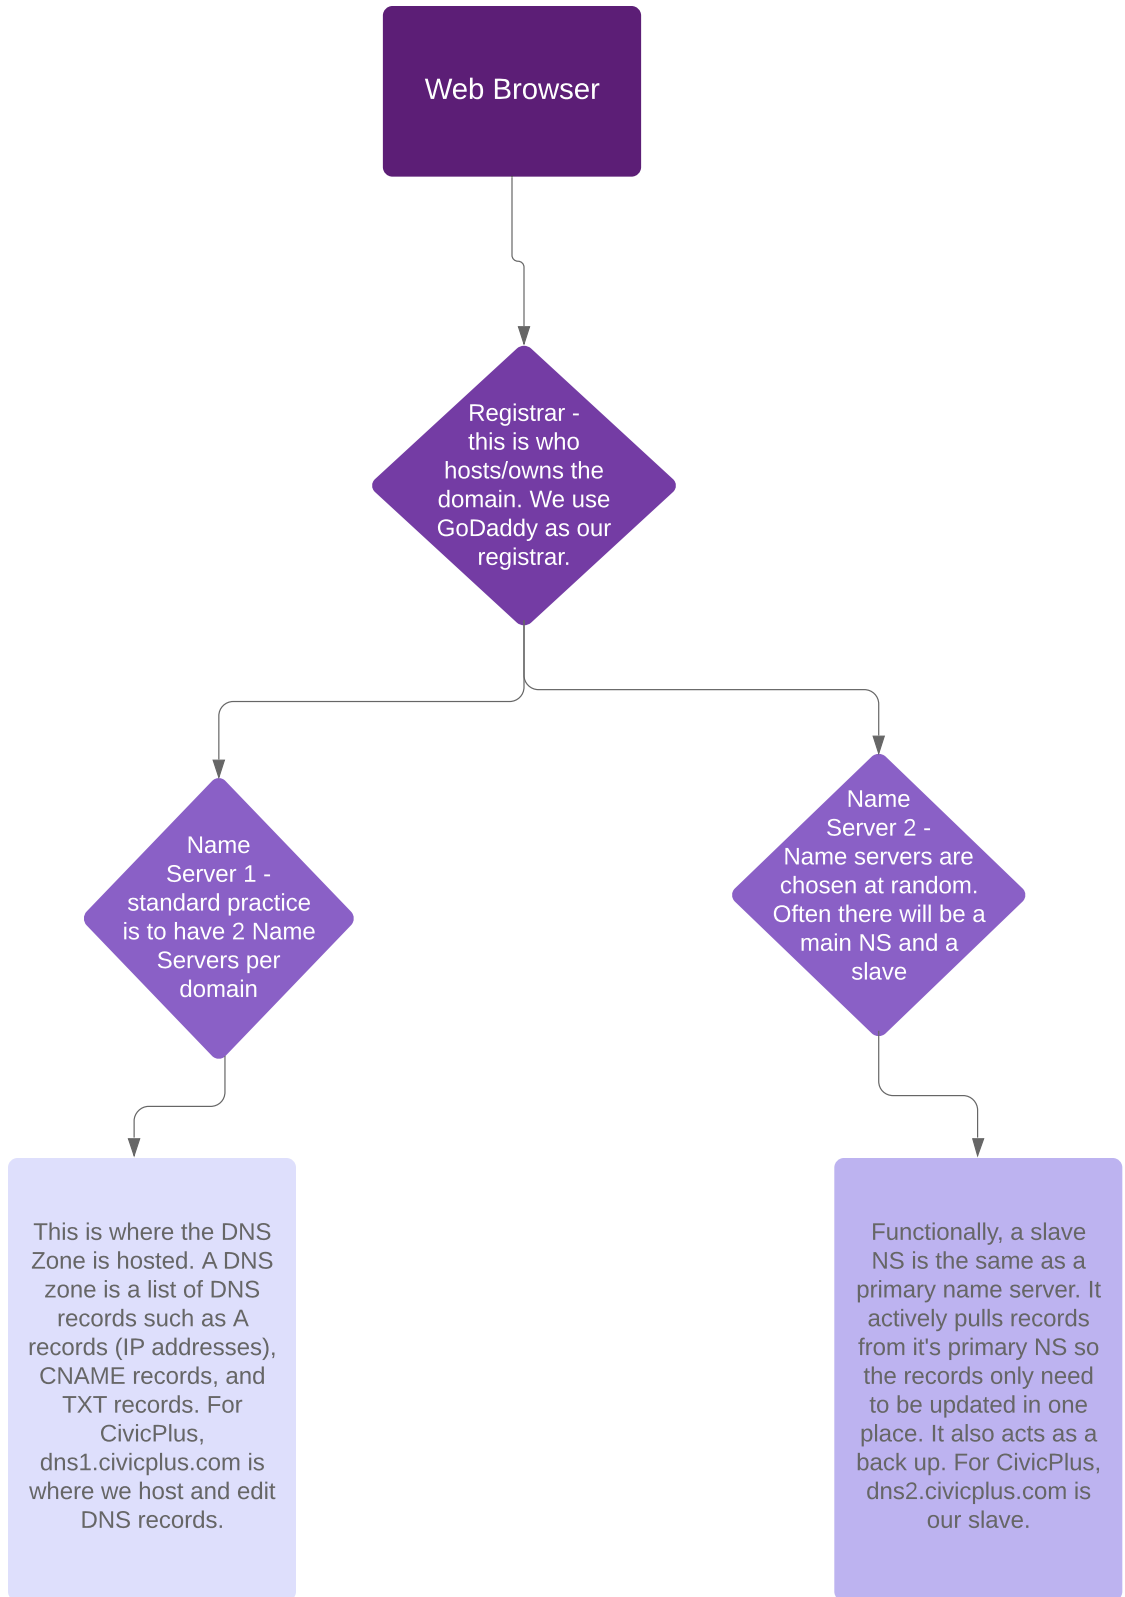 Web Browser
Registrar -
this is who
hosts/owns the
domain. We use
GoDaddy as our
registrar.
Name
Server 1 -
standard practice
is to have 2 Name
Servers per
domain
Name
Server 2 -
Name servers are
chosen at random.
Often there will be a
main NS and a
slave
This is where the DNS
Zone is hosted. A DNS
zone is a list of DNS
records such as A
records (IP addresses),
CNAME records, and
TXT records. For
CivicPlus,
dns1.civicplus.com is
where we host and edit
DNS records.
Functionally, a slave
NS is the same as a
primary name server. It
actively pulls records
from it's primary NS so
the records only need
to be updated in one
place. It also acts as a
back up. For CivicPlus,
dns2.civicplus.com is
our slave.